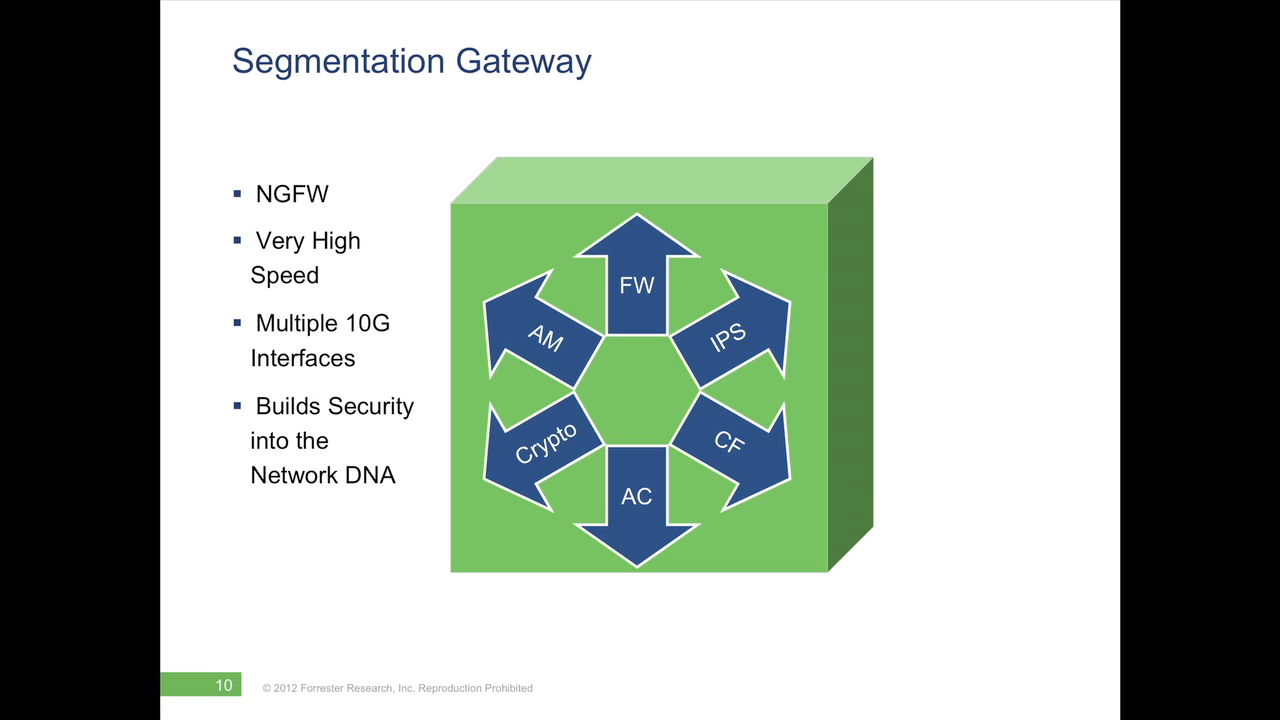 Segmentation Gateway
▪ NGFW
▪ Very High
Speed
▪ Multiple 10G
Interfaces
▪ Builds Security
into the
Network DNA
FW
IPS
CF
AC
Crypto
AM
10
© 2012 Forrester Research, Inc. Reproduction Prohibited